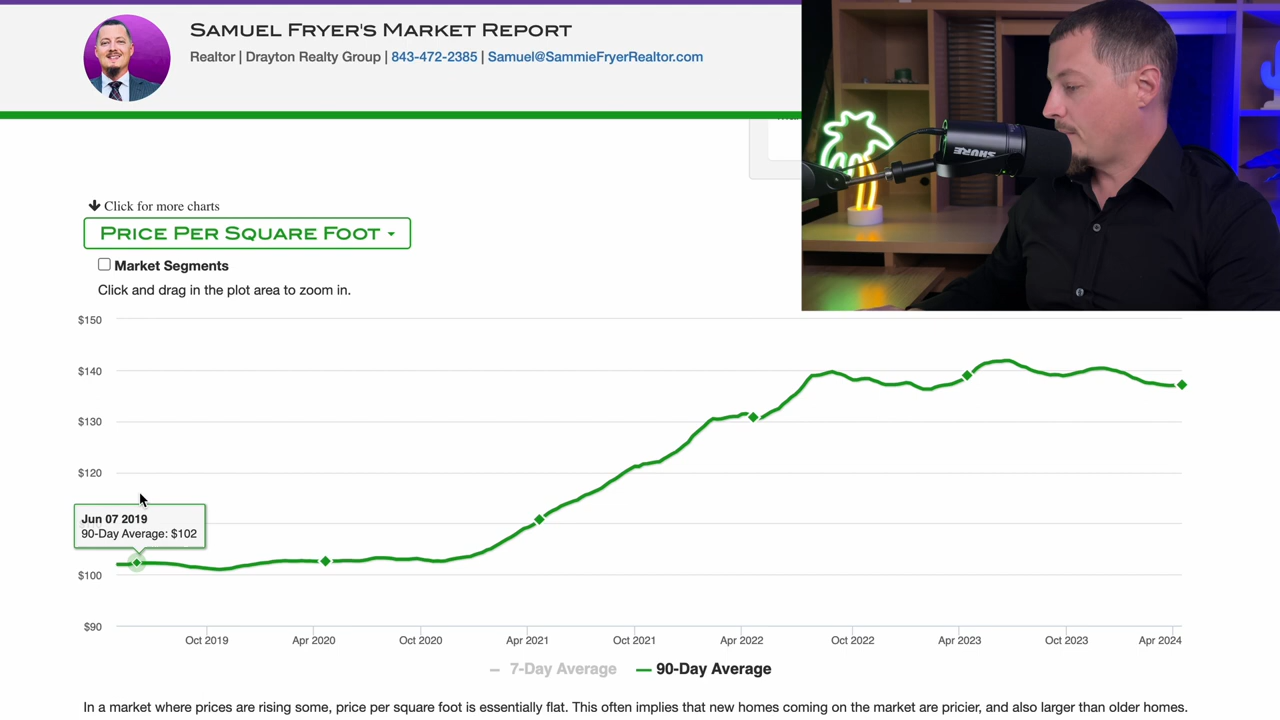 SAMUEL FRYER'S MARKET REPORT
Realtor | Drayton Realty Group | 843-472-2385 | Samuel@SammieFryerRealtor.com
SHURE
Click for more charts
PRICE PER SQUARE FOOT
Market Segments
Click and drag in the plot area to zoom in.
$150
$140
$130
$120
Jun 07 2019
90-Day Average: $102
$100
$90
Oct 2019 Apr 2020 Oct 2020 Apr 2021 Oct 2021 Apr 2022 Oct 2022 Apr 2023 Oct 2023 Apr 2024
7-Day Average 90-Day Average
In a market where prices are rising some, price per square foot is essentially flat. This often implies that new homes coming on the market are pricier, and also larger than older homes.